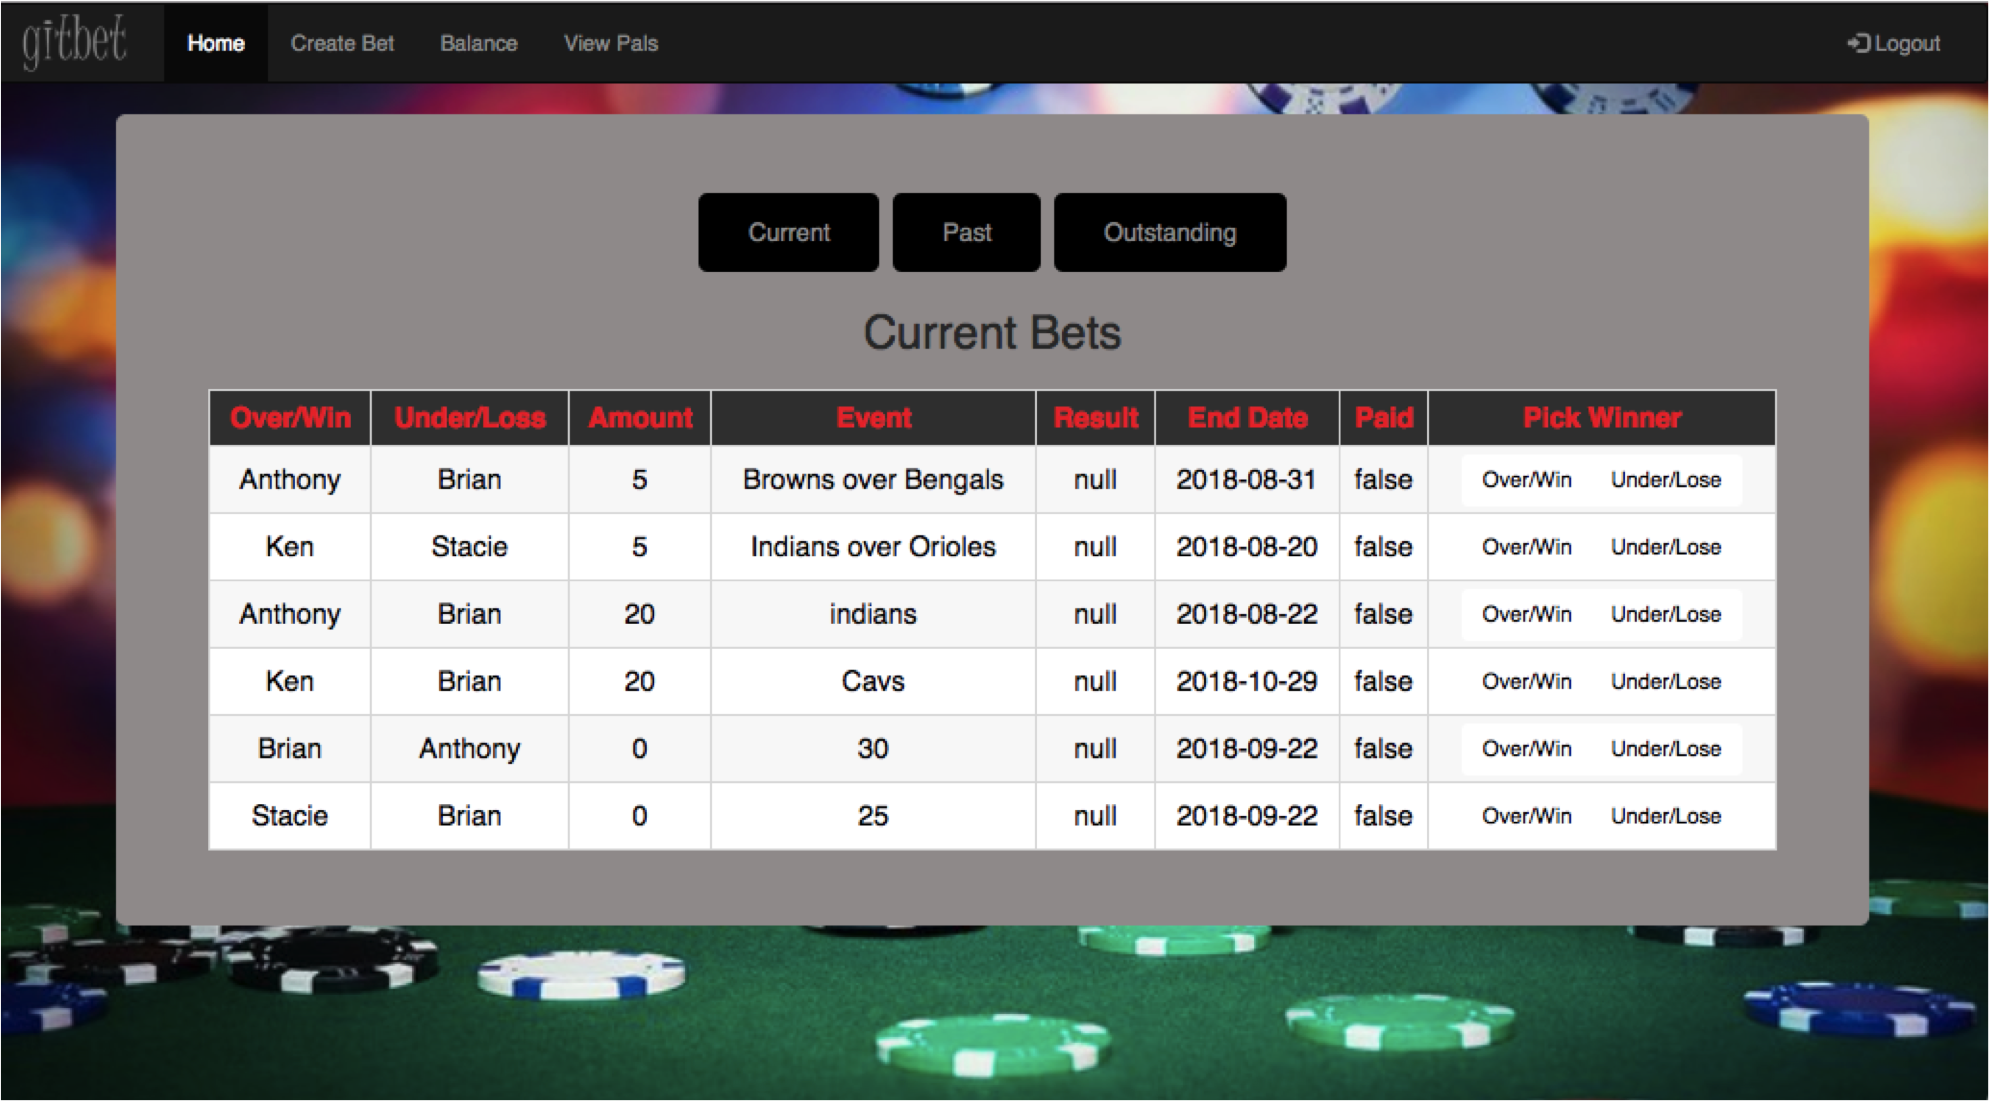 gitbet Home Create Bet Balance View Pals Logout
Current Past Outstanding
Current Bets
Over/Win Under/Loss Amount Event Result End Date Paid Pick Winner
Anthony Brian 5 Browns over Bengals null 2018-08-31 false Over/Win Under/Lose
Ken Stacie 5 Indians over Orioles null 2018-08-20 false Over/Win Under/Lose
Anthony Brian 20 indians null 2018-08-22 false Over/Win Under/Lose
Ken Brian 20 Cavs null 2018-10-29 false Over/Win Under/Lose
Brian Anthony 0 30 null 2018-09-22 false Over/Win Under/Lose
Stacie Brian 0 25 null 2018-09-22 false Over/Win Under/Lose